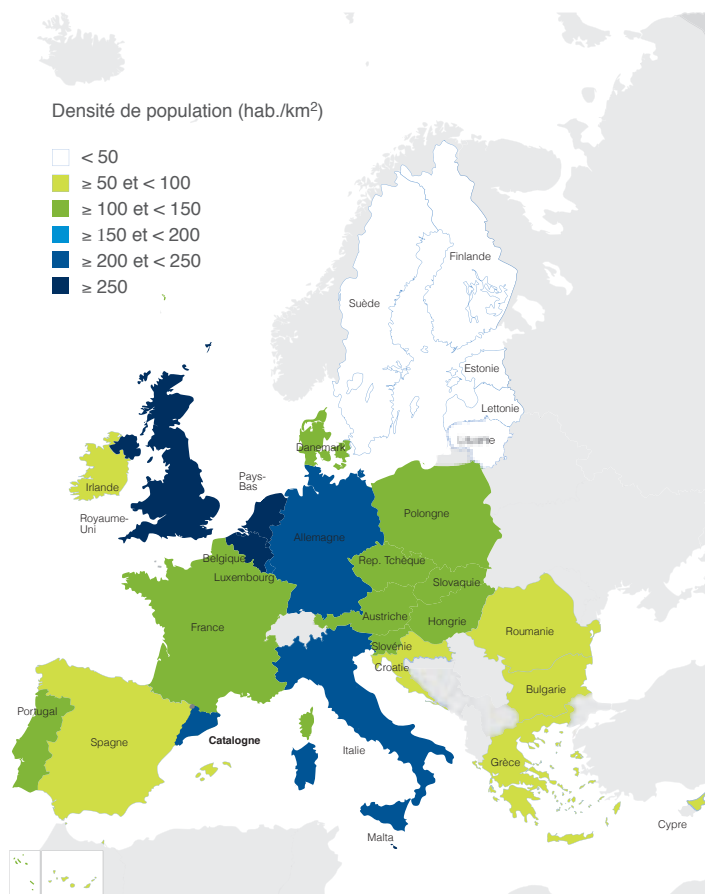 Densité de population (hab./km²)
< 50
≥ 50 et < 100
≥ 100 et < 150
≥ 150 et < 200
≥ 200 et < 250
≥ 250
Finlande
Suède
Estonie
Lettonie
Danemark
Irlande
Pays-
Bas
Royaume-
Uni
Polongne
Allemagne
Belgique
Rep. Tchèque
Luxembourg
Slovaquie
Austriche
Hongrie
France
Roumanie
Slovénie
Croatie
Bulgarie
Portugal
Spagne
Catalogne
Italie
Grèce
Malta
Cypre